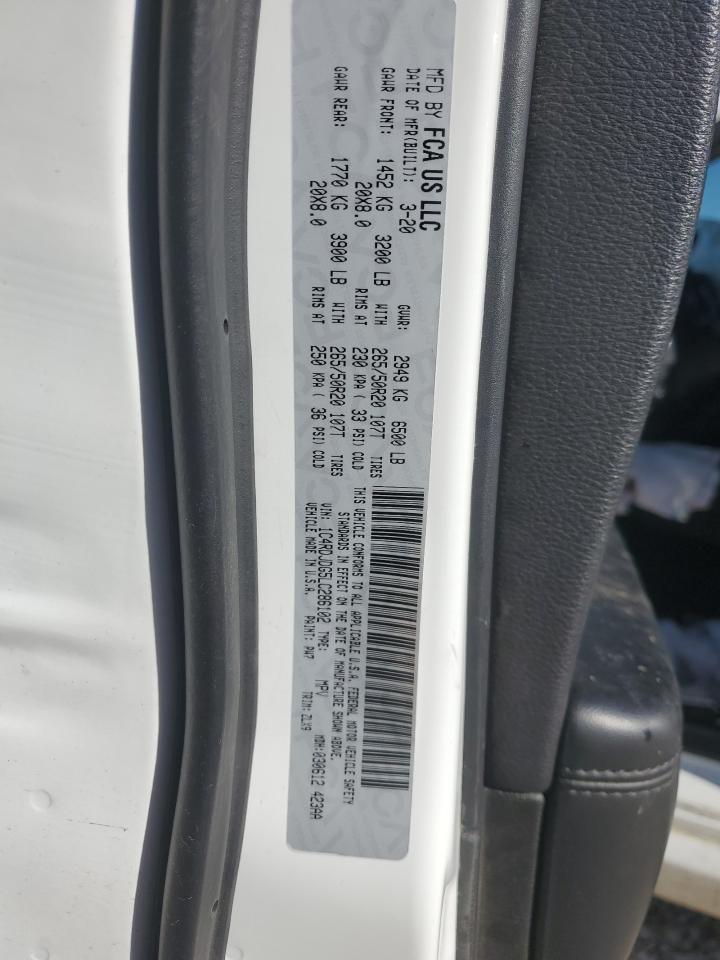 MFD BY FCA US LLC
DATE OF MFR(BUILT): 3-20 GVWR: 2949 KG 6500 LB
GAWR FRONT: 1452 KG 3200 LB WITH 265/50R20 107T TIRES
20X8.0 RIMS AT 230 KPA ( 33 PSI) COLD
GAWR REAR: 1770 KG 3900 LB WITH 265/50R20 107T TIRES
20X8.0 RIMS AT 250 KPA ( 36 PSI) COLD
THIS VEHICLE CONFORMS TO ALL APPLICABLE U.S.A. FEDERAL MOTOR VEHICLE SAFETY
STANDARDS IN EFFECT ON THE DATE OF MANUFACTURE SHOWN ABOVE.
VIN: 1C4RDJDG5LC286102 TYPE: MPV MDH:030612 423AA
VEHICLE MADE IN U.S.A. PAINT: PW7 TRIM: ZLX9